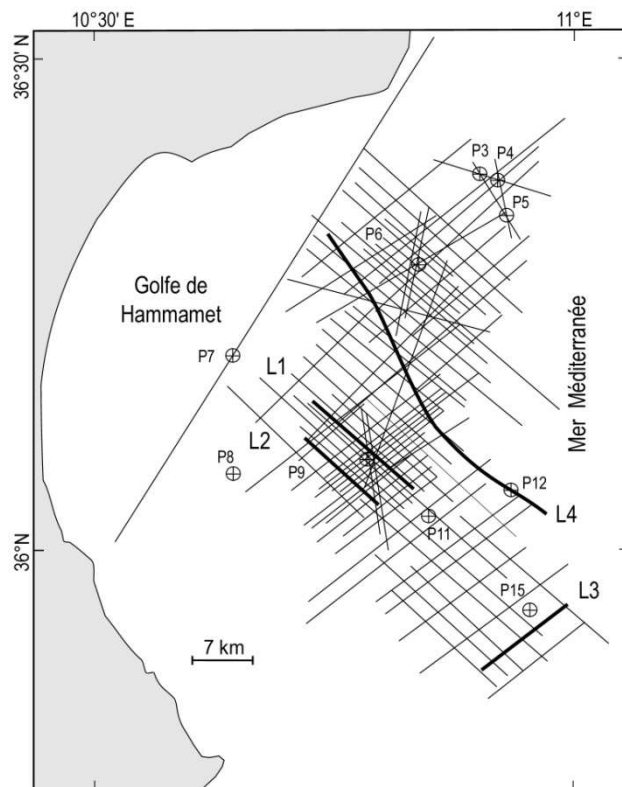 10°30' E
11° E
36°30' N
P3
P4
P5
P6
Golfe de
Hammamet
Mer Méditerranée
P7
L1
L2
P8
P9
P12
L4
P11
36°N
P15
L3
7 km